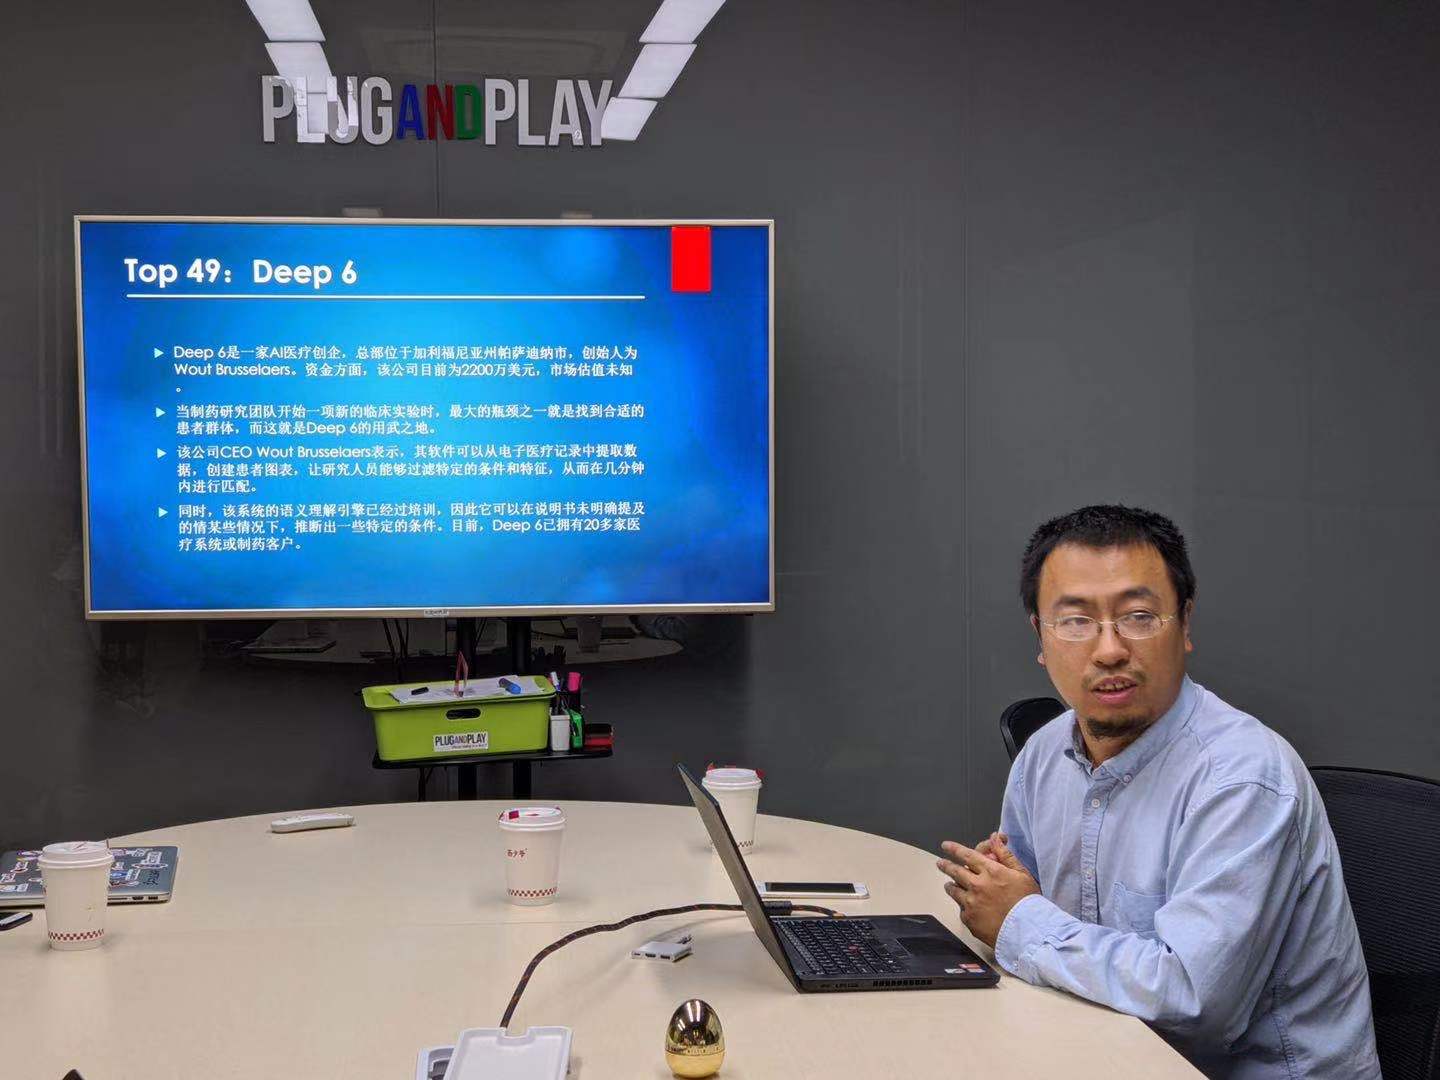 PLUGANDPLAY
Top 49：Deep 6
Deep 6是一家AI医疗创企，总部位于加利福尼亚州帕萨迪纳市，创始人为
Wout Brusselaers。资金方面，该公司目前为2200万美元，市场估值未知
。
当制药研究团队开始一项新的临床实验时，最大的瓶颈之一就是找到合适的
患者群体，而这就是Deep 6的用武之地。
该公司CEO Wout Brusselaers表示，其软件可以从电子医疗记录中提取数
据，创建患者图表，让研究人员能够过滤特定的条件和特征，从而在几分钟
内进行匹配。
同时，该系统的语义理解引擎已经过培训，因此它可以在说明书未明确提及
的情某些情况下，推断出一些特定的条件。目前，Deep 6已拥有20多家医
疗系统或制药客户。
PLUGANDPLAY